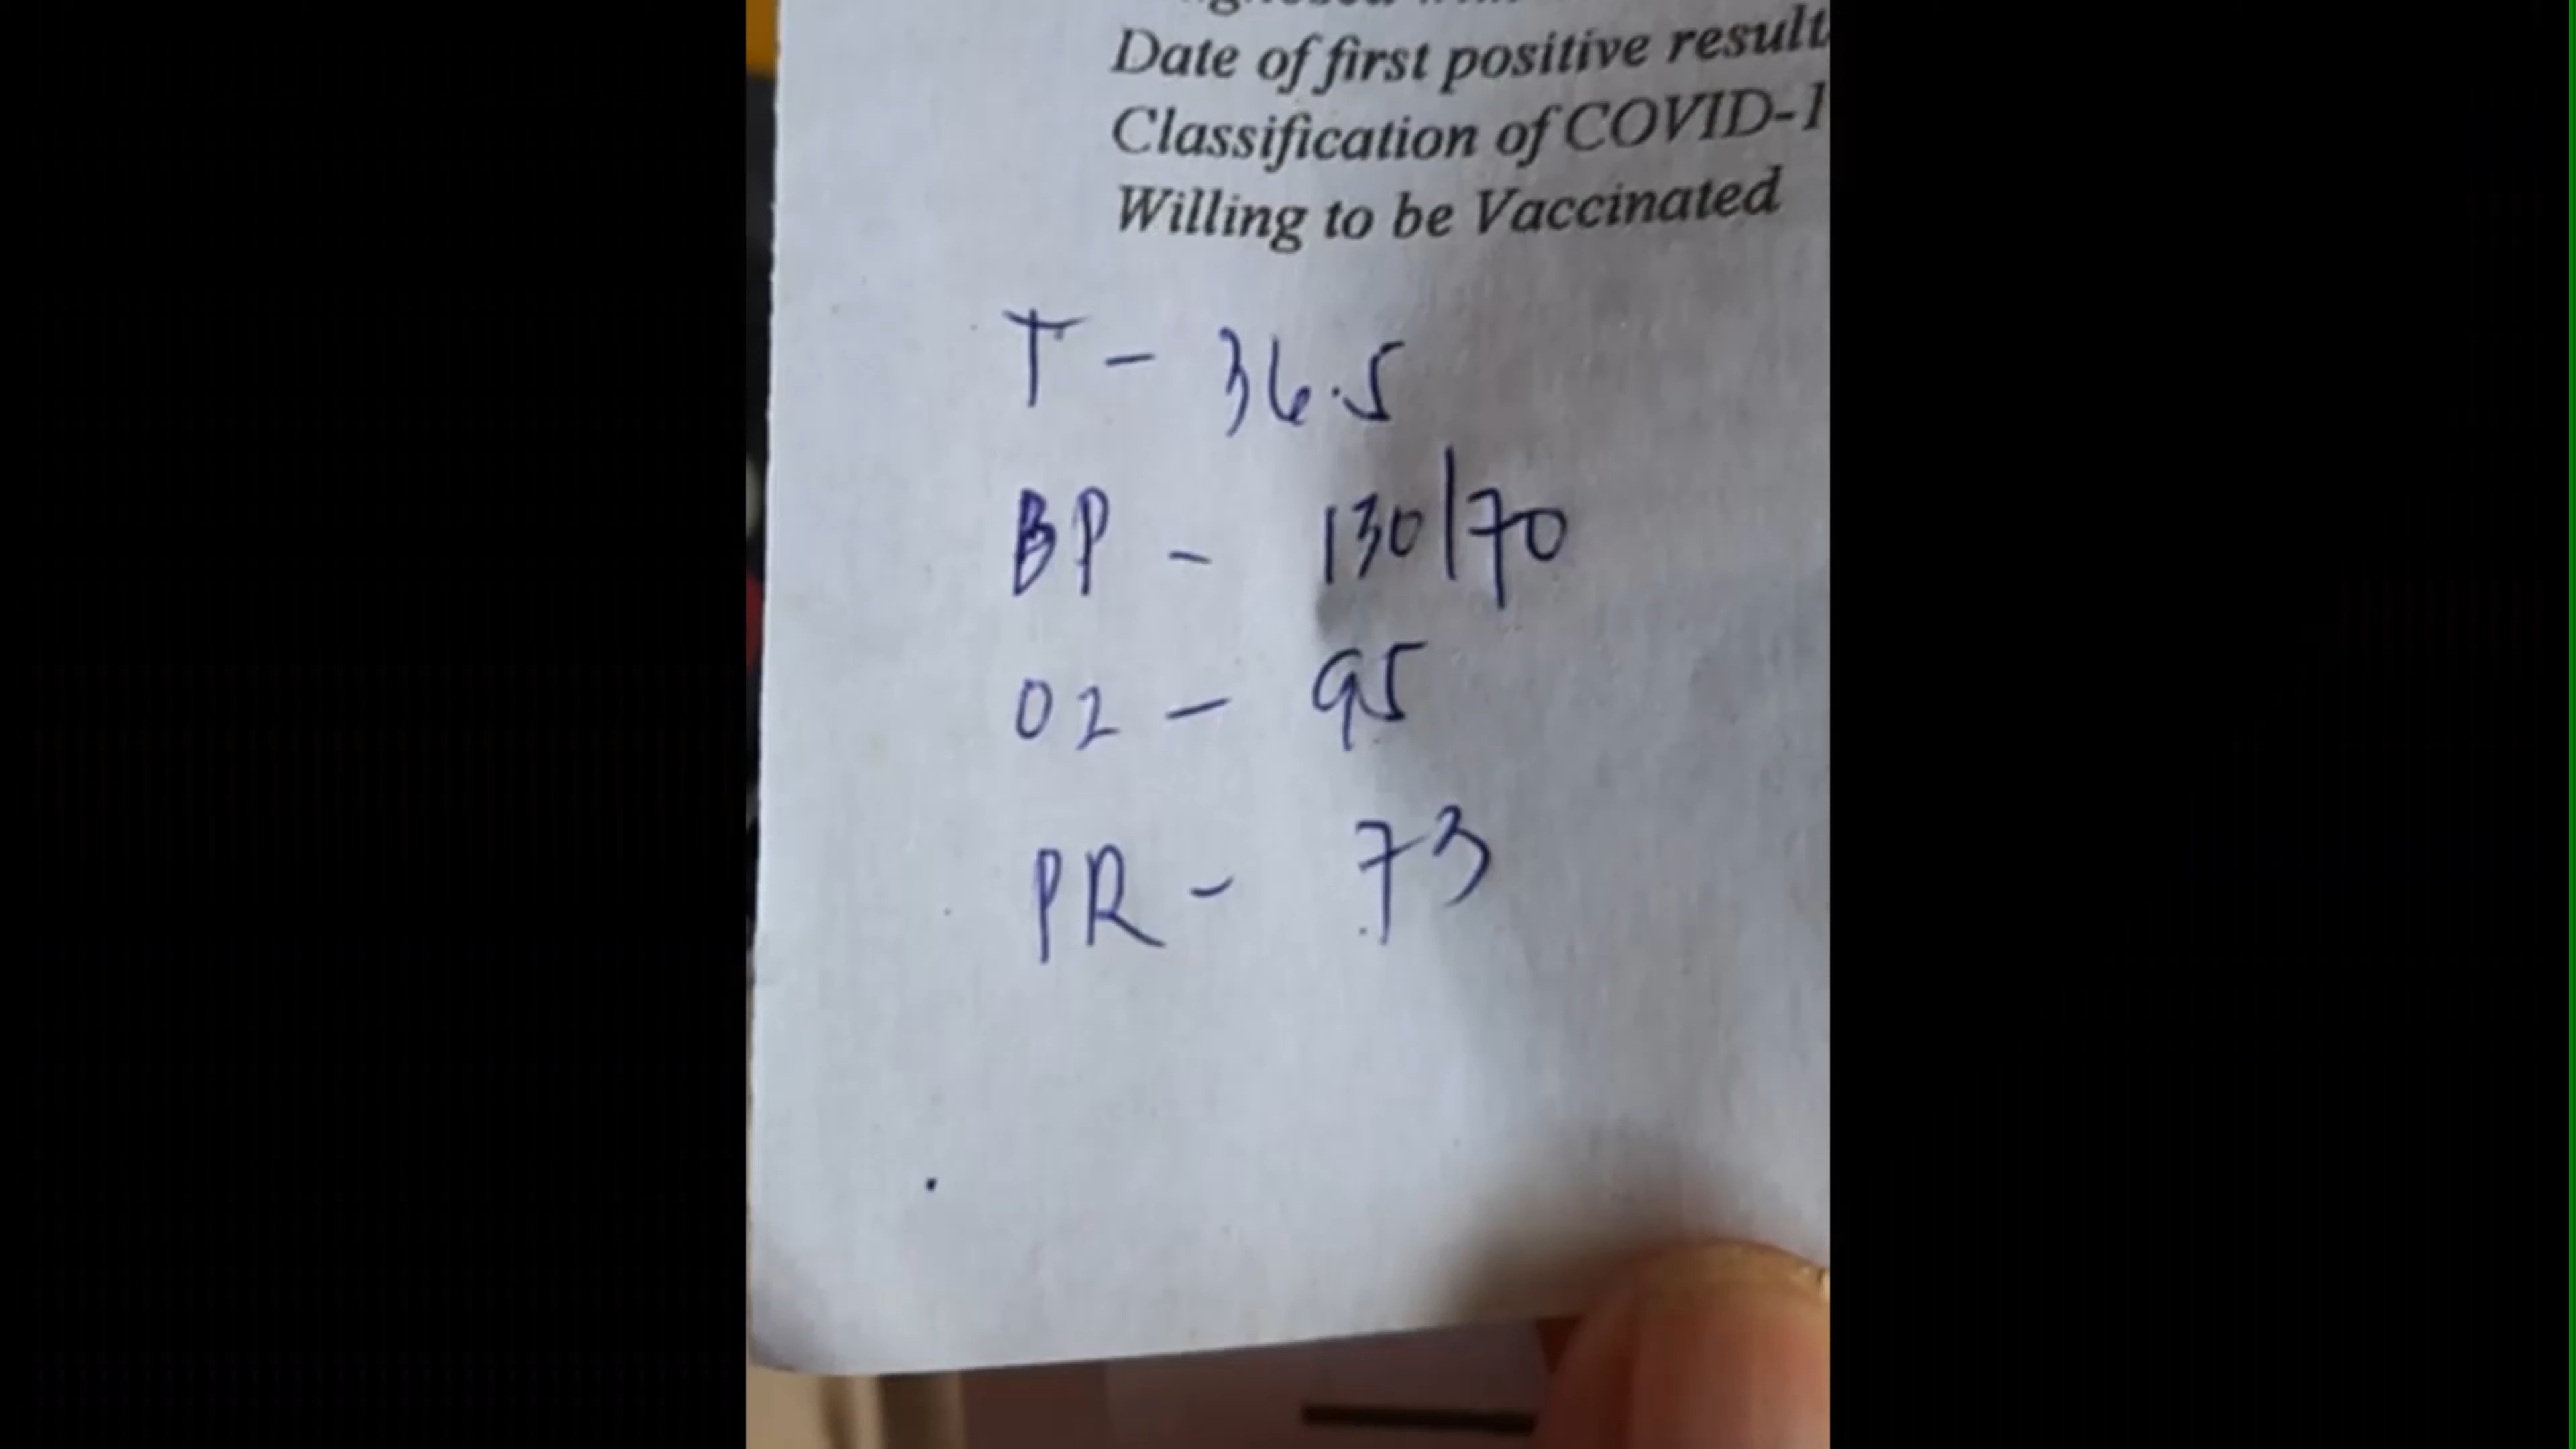 Date of first positive result
Classification of COVID-1
Willing to be Vaccinated
T - 36.5
BP - 130/70
02 - 95
PR - 73